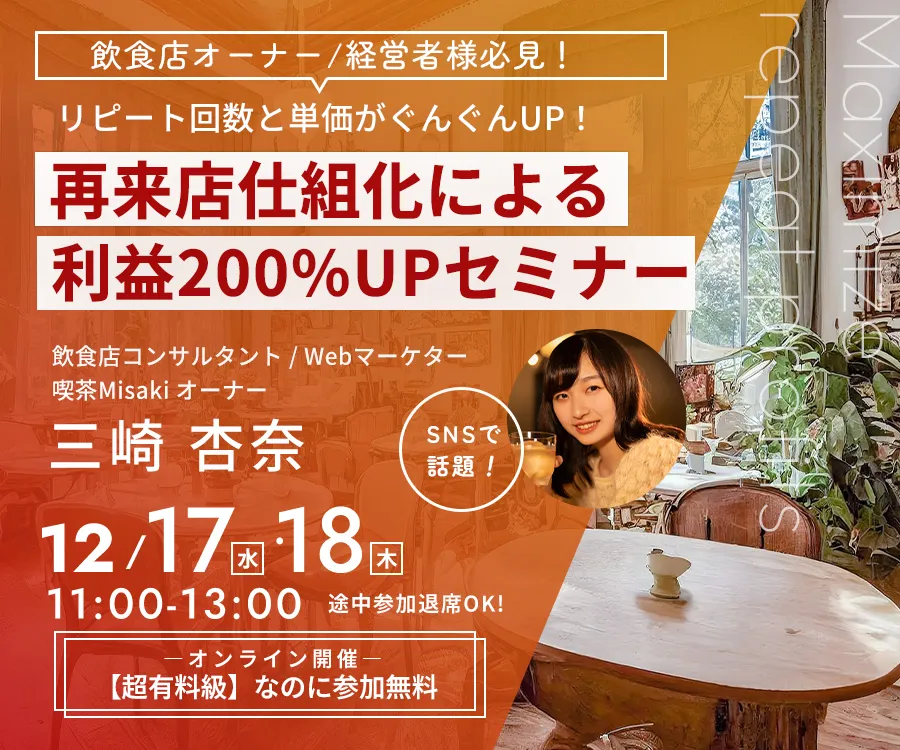 飲食店オーナー/経営者様必見！
リピート回数と単価がぐんぐんUP！
再来店仕組化による
利益200%UPセミナー
飲食店コンサルタント / Webマーケター
喫茶Misaki オーナー
三崎 杏奈
SNSで
話題！
12/17水・18木
11:00-13:00 途中参加退席OK!
―オンライン開催―
【超有料級】なのに参加無料
Maximize
repeat profits